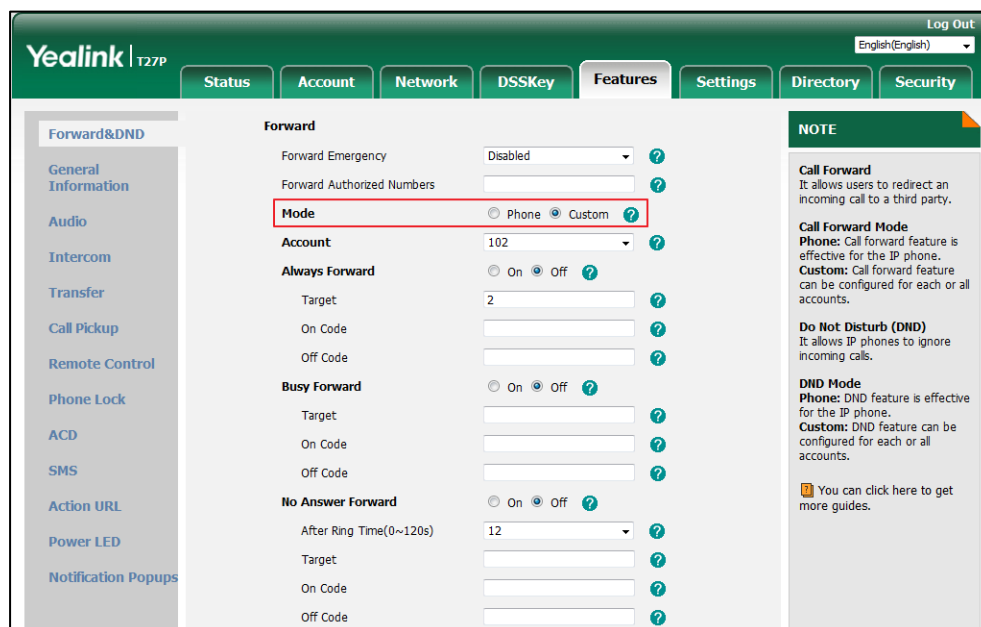 Log Out
Yealink T27P
English(English)
Status Account Network DSSKey Features Settings Directory Security
Forward&DND
General
Information
Audio
Intercom
Transfer
Call Pickup
Remote Control
Phone Lock
ACD
SMS
Action URL
Power LED
Notification Popups
Forward
Forward Emergency Disabled ?
Forward Authorized Numbers ?
Mode Phone Custom ?
Account 102 ?
Always Forward On Off ?
Target 2 ?
On Code ?
Off Code ?
Busy Forward On Off ?
Target ?
On Code ?
Off Code ?
No Answer Forward On Off ?
After Ring Time(0~120s) 12 ?
Target ?
On Code ?
Off Code ?
NOTE
Call Forward
It allows users to redirect an
incoming call to a third party.
Call Forward Mode
Phone: Call forward feature is
effective for the IP phone.
Custom: Call forward feature
can be configured for each or all
accounts.
Do Not Disturb (DND)
It allows IP phones to ignore
incoming calls.
DND Mode
Phone: DND feature is effective
for the IP phone.
Custom: DND feature can be
configured for each or all
accounts.
? You can click here to get
more guides.